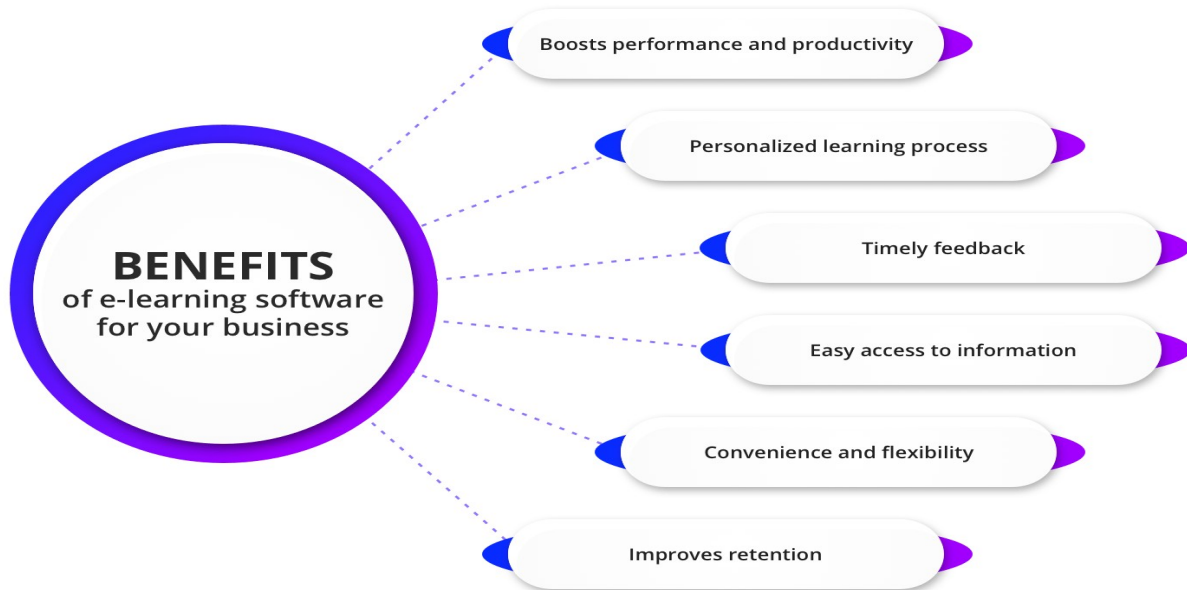 BENEFITS
of e-learning software
for your business
Boosts performance and productivity
Personalized learning process
Timely feedback
Easy access to information
Convenience and flexibility
Improves retention